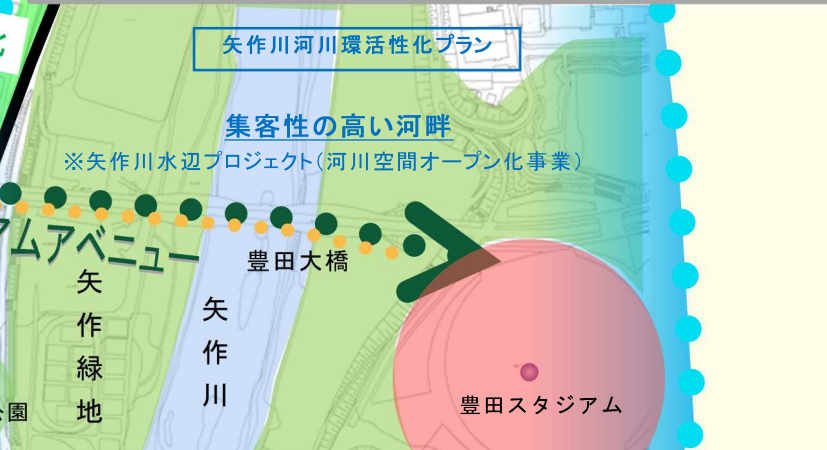 矢作川河川環活性化プラン
集客性の高い河畔
※矢作川水辺プロジェクト(河川空間オープン化事業)
アムアベニュー
豊田大橋
矢作緑地
矢作川
園
豊田スタジアム